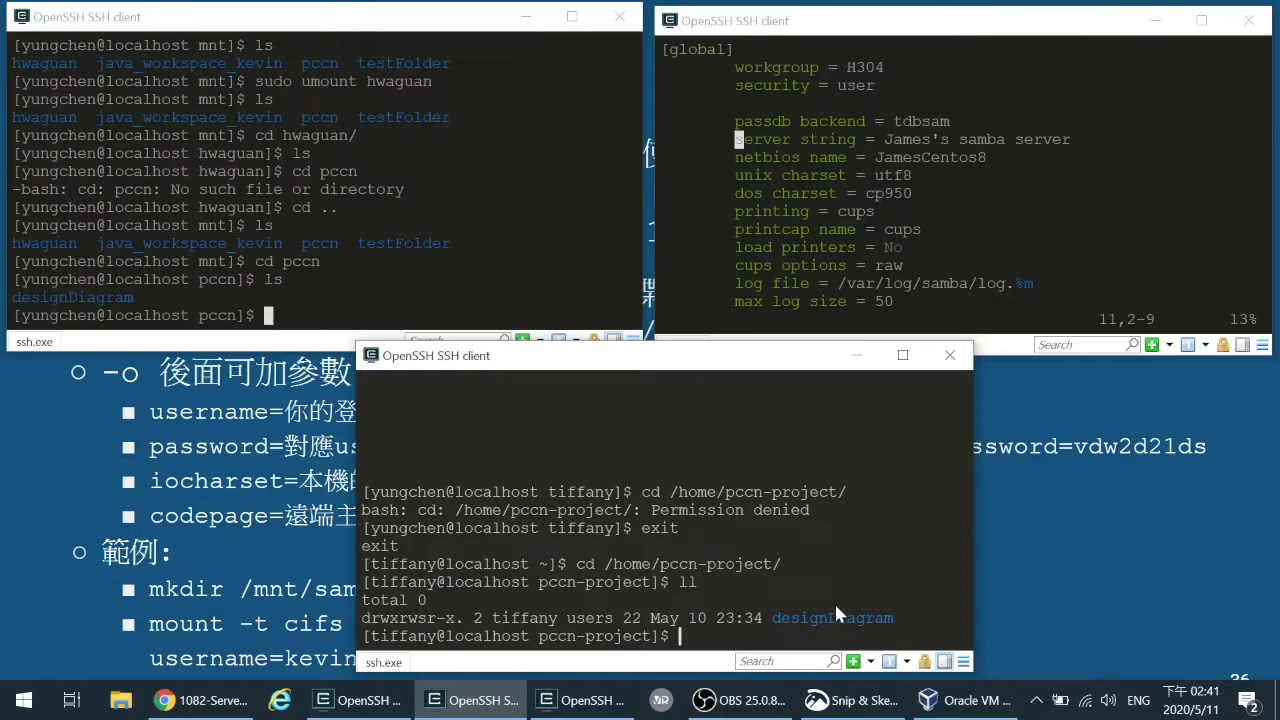 OpenSSH SSH client
[yungchen@localhost mnt]$ ls
hwaguan java_workspace_kevin pccn testFolder
[yungchen@localhost mnt]$ sudo umount hwaguan
[yungchen@localhost mnt]$ ls
hwaguan java_workspace_kevin pccn testFolder
[yungchen@localhost mnt]$ cd hwaguan/
[yungchen@localhost hwaguan]$ ls
[yungchen@localhost hwaguan]$ cd pccn
-bash: cd: pccn: No such file or directory
[yungchen@localhost hwaguan]$ cd ..
[yungchen@localhost mnt]$ ls
hwaguan java_workspace_kevin pccn testFolder
[yungchen@localhost mnt]$ cd pccn
[yungchen@localhost pccn]$ ls
designDiagram
[yungchen@localhost pccn]$
ssh.exe
OpenSSH SSH client
[global]
workgroup = H304
security = user
passdb backend = tdbsam
server string = James's samba server
netbios name = JamesCentos8
unix charset = utf8
dos charset = cp950
printing = cups
printcap name = cups
load printers = No
cups options = raw
log file = /var/log/samba/log.%m
max log size = 50
11,2-9 13%
Search
OpenSSH SSH client
[yungchen@localhost tiffany]$ cd /home/pccn-project/
bash: cd: /home/pccn-project/: Permission denied
[yungchen@localhost tiffany]$ exit
exit
[tiffany@localhost ~]$ cd /home/pccn-project/
[tiffany@localhost pccn-project]$ ll
total 0
drwxrwsr-x. 2 tiffany users 22 May 10 23:34 designDiagram
[tiffany@localhost pccn-project]$
ssh.exe
Search
-o 後面可加參數
username=你的登
password=對應us
ssword=vdw2d21ds
iocharset=本機的
codepage=遠端主
範例:
mkdir /mnt/sam
mount -t cifs
username=kevin
36
1082-Serve...
OpenSSH ...
OpenSSH S...
OpenSSH ...
OBS 25.0.8...
Snip & Ske...
Oracle VM ...
ENG
下午 02:41
2020/5/11
2